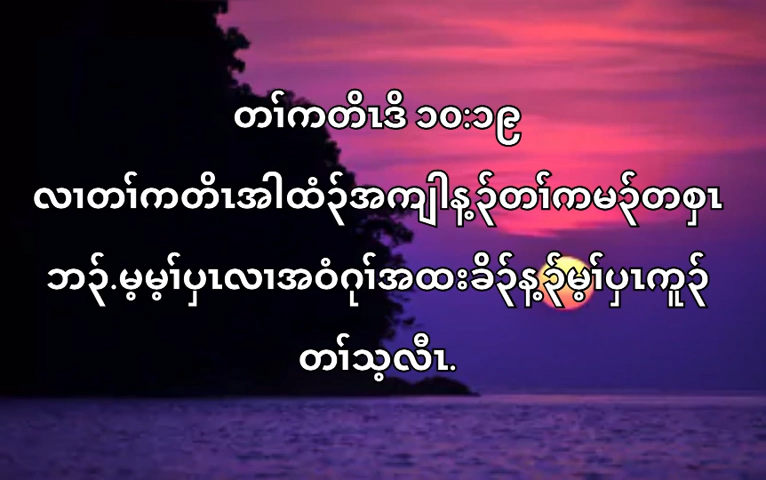 တၢ်ကတိၤဒိ ၁၀:၁၉
လၢတၢ်ကတိၤအါထံၣ်အကျါန့ၣ်တၢ်ကမၣ်တစှၤ
ဘၣ်.မ့မ့ၢ်ပှၤလၢအဝံဂုၢ်အထးခိၣ်န့ၣ်မ့ၢ်ပှၤကူၣ်
တၢ်သ့လီၤ.